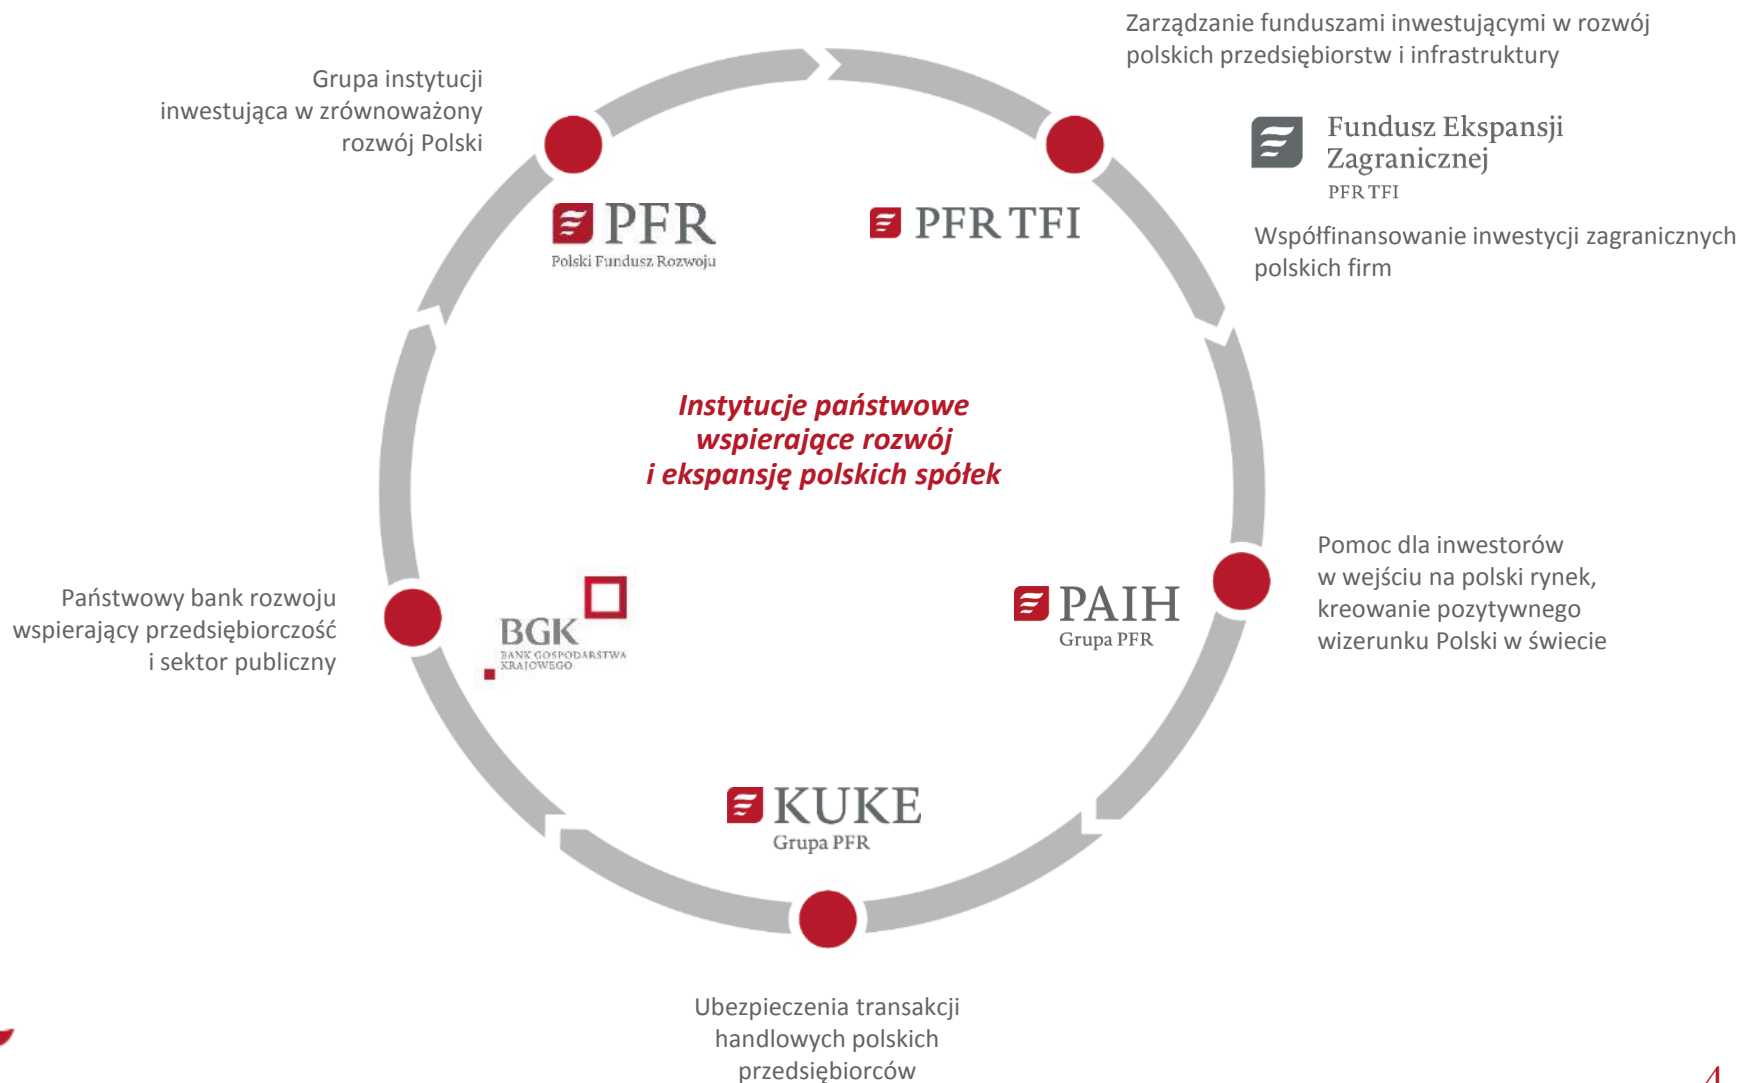 Zarządzanie funduszami inwestującymi w rozwój
polskich przedsiębiorstw i infrastruktury
Grupa instytucji
inwestująca w zrównoważony
rozwój Polski
Fundusz Ekspansji
Zagranicznej
PFR TFI
PFR
Polski Fundusz Rozwoju
PFR TFI
Współfinansowanie inwestycji zagranicznych
polskich firm
Instytucje państwowe
wspierające rozwój
i ekspansję polskich spółek
Państwowy bank rozwoju
wspierający przedsiębiorczość
i sektor publiczny
BGK
BANK GOSPODARSTWA
KRAJOWEGO
PAIH
Grupa PFR
Pomoc dla inwestorów
w wejściu na polski rynek,
kreowanie pozytywnego
wizerunku Polski w świecie
KUKE
Grupa PFR
Ubezpieczenia transakcji
handlowych polskich
przedsiębiorców
4